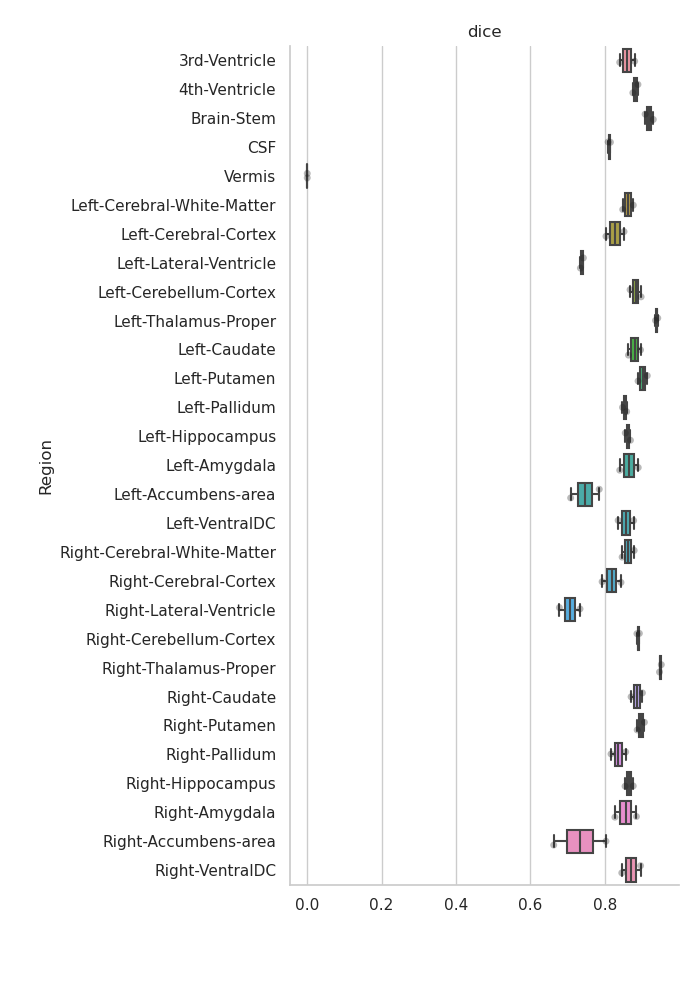 dice
3rd-Ventricle
4th-Ventricle
Brain-Stem
CSF
Vermis
Left-Cerebral-White-Matter
Left-Cerebral-Cortex
Left-Lateral-Ventricle
Left-Cerebellum-Cortex
Left-Thalamus-Proper
Left-Caudate
Left-Putamen
Left-Pallidum
Left-Hippocampus
Left-Amygdala
Left-Accumbens-area
Left-VentralDC
Right-Cerebral-White-Matter
Right-Cerebral-Cortex
Right-Lateral-Ventricle
Right-Cerebellum-Cortex
Right-Thalamus-Proper
Right-Caudate
Right-Putamen
Right-Pallidum
Right-Hippocampus
Right-Amygdala
Right-Accumbens-area
Right-VentralDC
Region
0.0 0.2 0.4 0.6 0.8